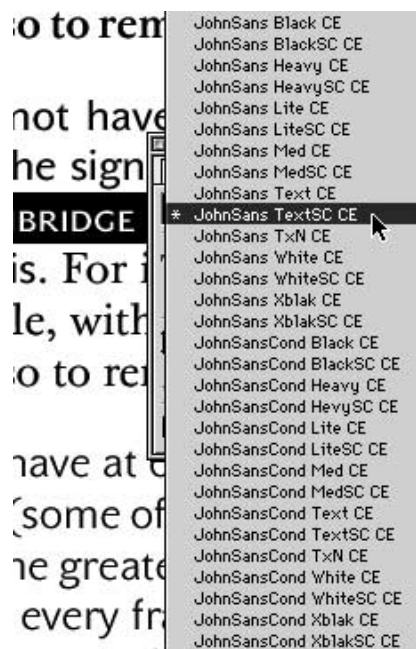 so to rem
not have
he sign
BRIDGE
is. For i
le, with
so to rei
have at
(some of
he greate
every fra
JohnSans Black CE
JohnSans BlackSC CE
JohnSans Heavy CE
JohnSans HeavySC CE
JohnSans Lite CE
JohnSans LiteSC CE
JohnSans Med CE
JohnSans MedSC CE
JohnSans Text CE
* JohnSans TextSC CE
JohnSans TxN CE
JohnSans White CE
JohnSans WhiteSC CE
JohnSans Xblak CE
JohnSans XblakSC CE
JohnSansCond Black CE
JohnSansCond BlackSC CE
JohnSansCond Heavy CE
JohnSansCond HevySC CE
JohnSansCond Lite CE
JohnSansCond LiteSC CE
JohnSansCond Med CE
JohnSansCond MedSC CE
JohnSansCond Text CE
JohnSansCond TextSC CE
JohnSansCond TxN CE
JohnSansCond White CE
JohnSansCond WhiteSC CE
JohnSansCond Xblak CE
JohnSansCond XblakSC CE